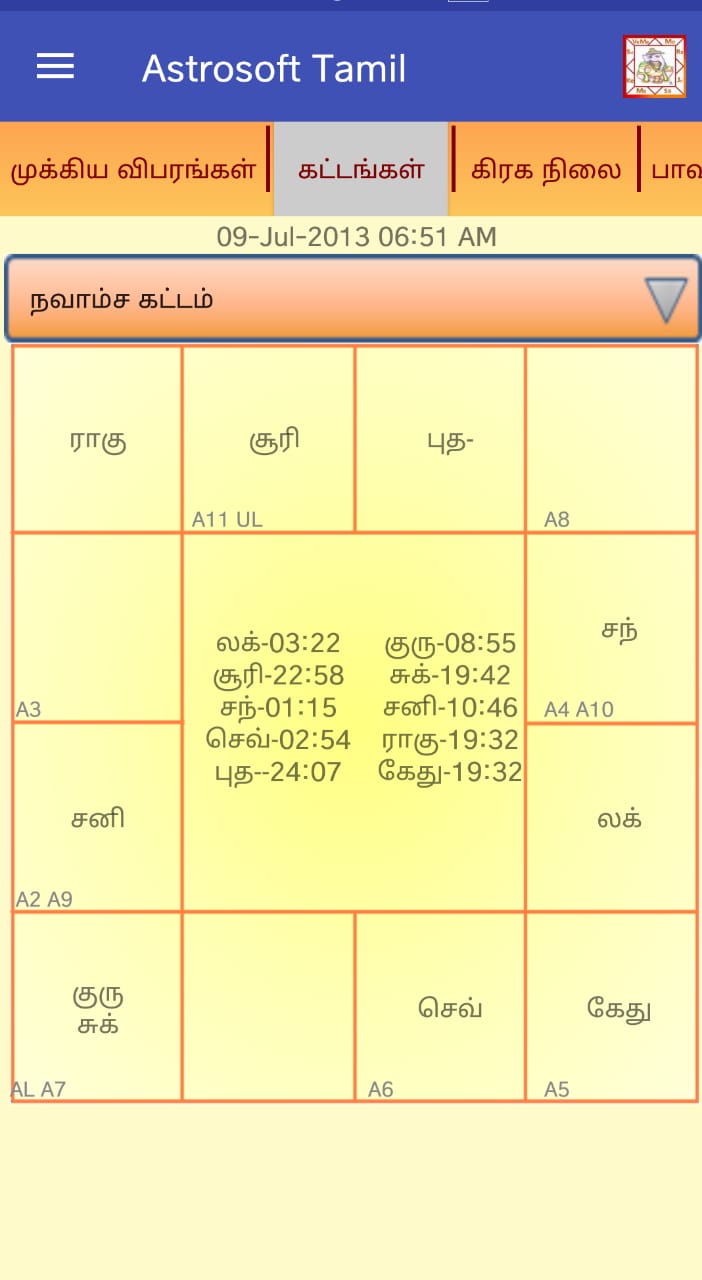 Astrosoft Tamil
முக்கிய விபரங்கள்
கட்டங்கள்
கிரக நிலை
09-Jul-2013 06:51 AM
நவாம்ச கட்டம்
ராகு
சூரி
A11 UL
புத-
A8
A3
சந்
A4 A10
லக்-03:22
சூரி-22:58
சந்-01:15
செவ்-02:54
புத--24:07
குரு-08:55
சுக்-19:42
சனி-10:46
ராகு-19:32
கேது-19:32
சனி
A2 A9
லக்
குரு
சுக்
AL A7
செவ்
A6
கேது
A5